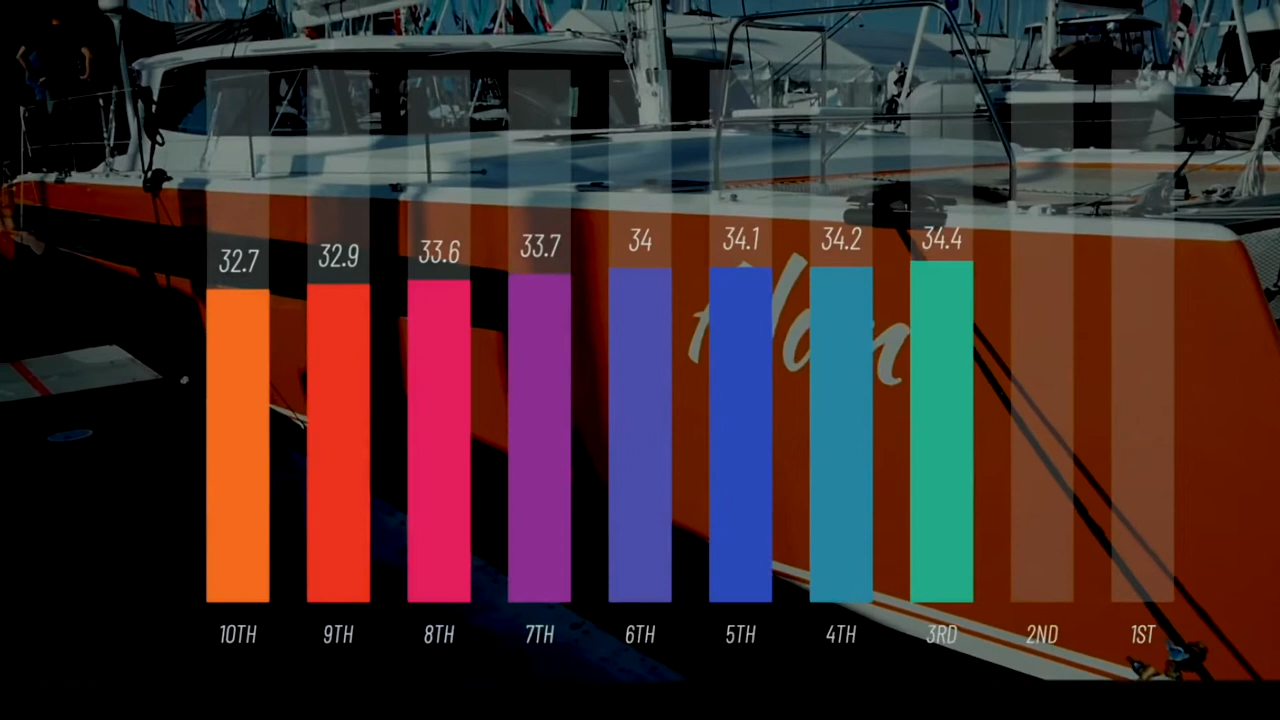 32.7
32.9
33.6
33.7
34
34.1
34.2
34.4
10TH
9TH
8TH
7TH
6TH
5TH
4TH
3RD
2ND
1ST